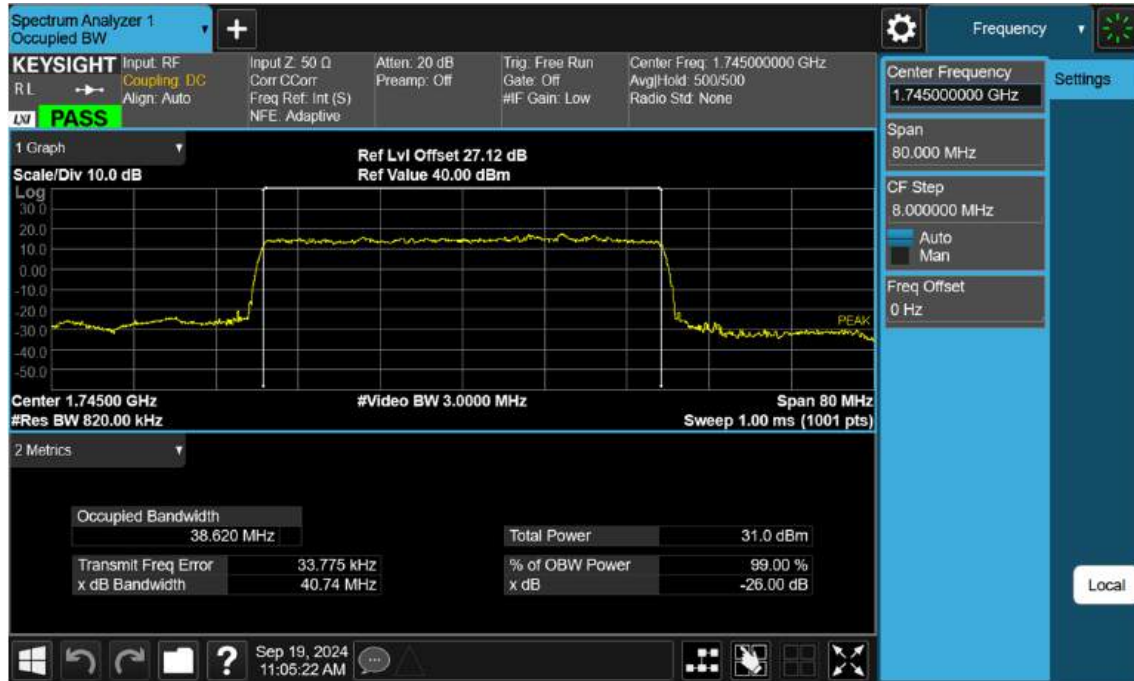 Spectrum Analyzer 1
Occupied BW
+
Frequency
KEYSIGHT
R L
LXI PASS
Input: RF
Coupling: DC
Align: Auto
Input Z: 50 Ω
Corr CCorr
Freq Ref: Int (S)
NFE: Adaptive
Atten: 20 dB
Preamp: Off
Trig: Free Run
Gate: Off
#IF Gain: Low
Center Freq: 1.745000000 GHz
Avg|Hold: 500/500
Radio Std: None
Center Frequency
1.745000000 GHz
Settings
Span
80.000 MHz
CF Step
8.000000 MHz
Auto
Man
Freq Offset
0 Hz
Local
1 Graph
Scale/Div 10.0 dB
Ref Lvl Offset 27.12 dB
Ref Value 40.00 dBm
Log
30.0
20.0
10.0
0.00
-10.0
-20.0
-30.0
-40.0
-50.0
PEAK
Center 1.74500 GHz
#Video BW 3.0000 MHz
Span 80 MHz
#Res BW 820.00 kHz
Sweep 1.00 ms (1001 pts)
2 Metrics
Occupied Bandwidth
38.620 MHz
Total Power 31.0 dBm
Transmit Freq Error 33.775 kHz
% of OBW Power 99.00 %
x dB Bandwidth 40.74 MHz
x dB -26.00 dB
?
Sep 19, 2024
11:05:22 AM